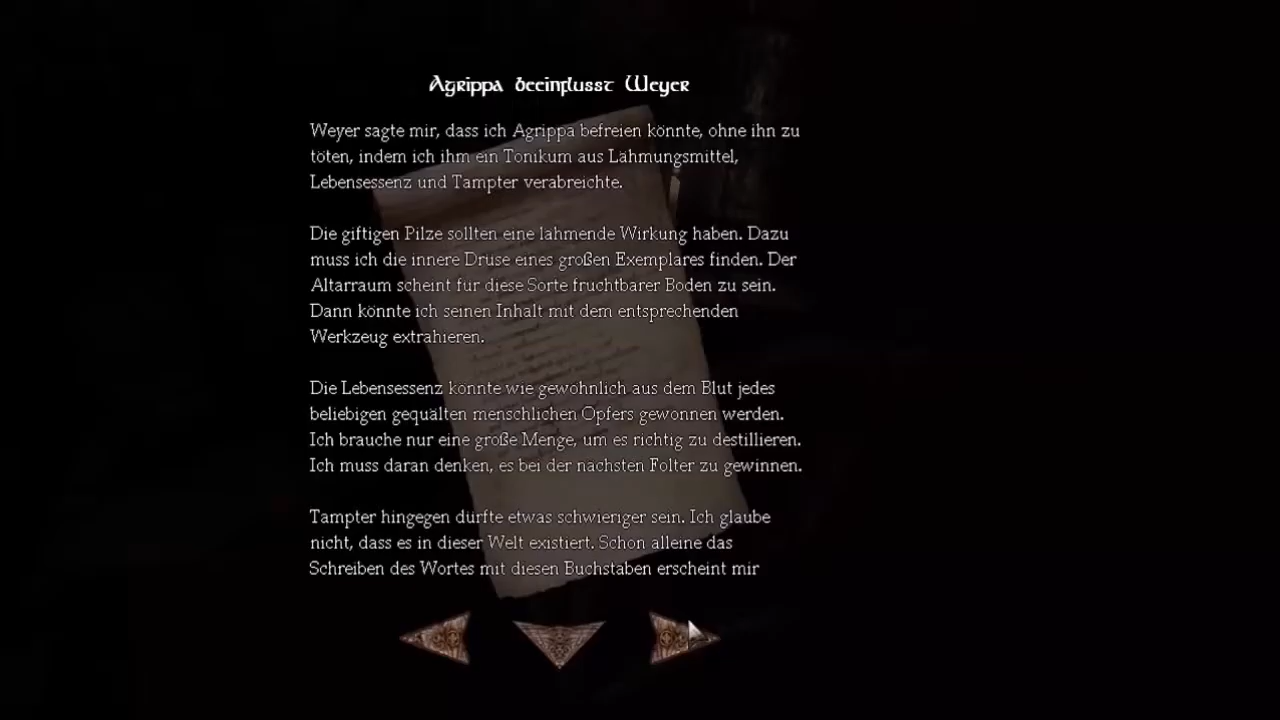 Agrippa beeinflusst Weyer
Weyer sagte mir, dass ich Agrippa befreien könnte, ohne ihn zu
töten, indem ich ihm ein Tonikum aus Lähmungsmittel,
Lebensessenz und Tampter verabreichte.
Die giftigen Pilze sollten eine lähmende Wirkung haben. Dazu
muss ich die innere Drüse eines großen Exemplares finden. Der
Altarraum scheint für diese Sorte fruchtbarer Boden zu sein.
Dann könnte ich seinen Inhalt mit dem entsprechenden
Werkzeug extrahieren.
Die Lebensessenz könnte wie gewöhnlich aus dem Blut jedes
beliebigen gequälten menschlichen Opfers gewonnen werden.
Ich brauche nur eine große Menge, um es richtig zu destillieren.
Ich muss daran denken, es bei der nächsten Folter zu gewinnen.
Tampter hingegen dürfte etwas schwieriger sein. Ich glaube
nicht, dass es in dieser Welt existiert. Schon alleine das
Schreiben des Wortes mit diesen Buchstaben erscheint mir